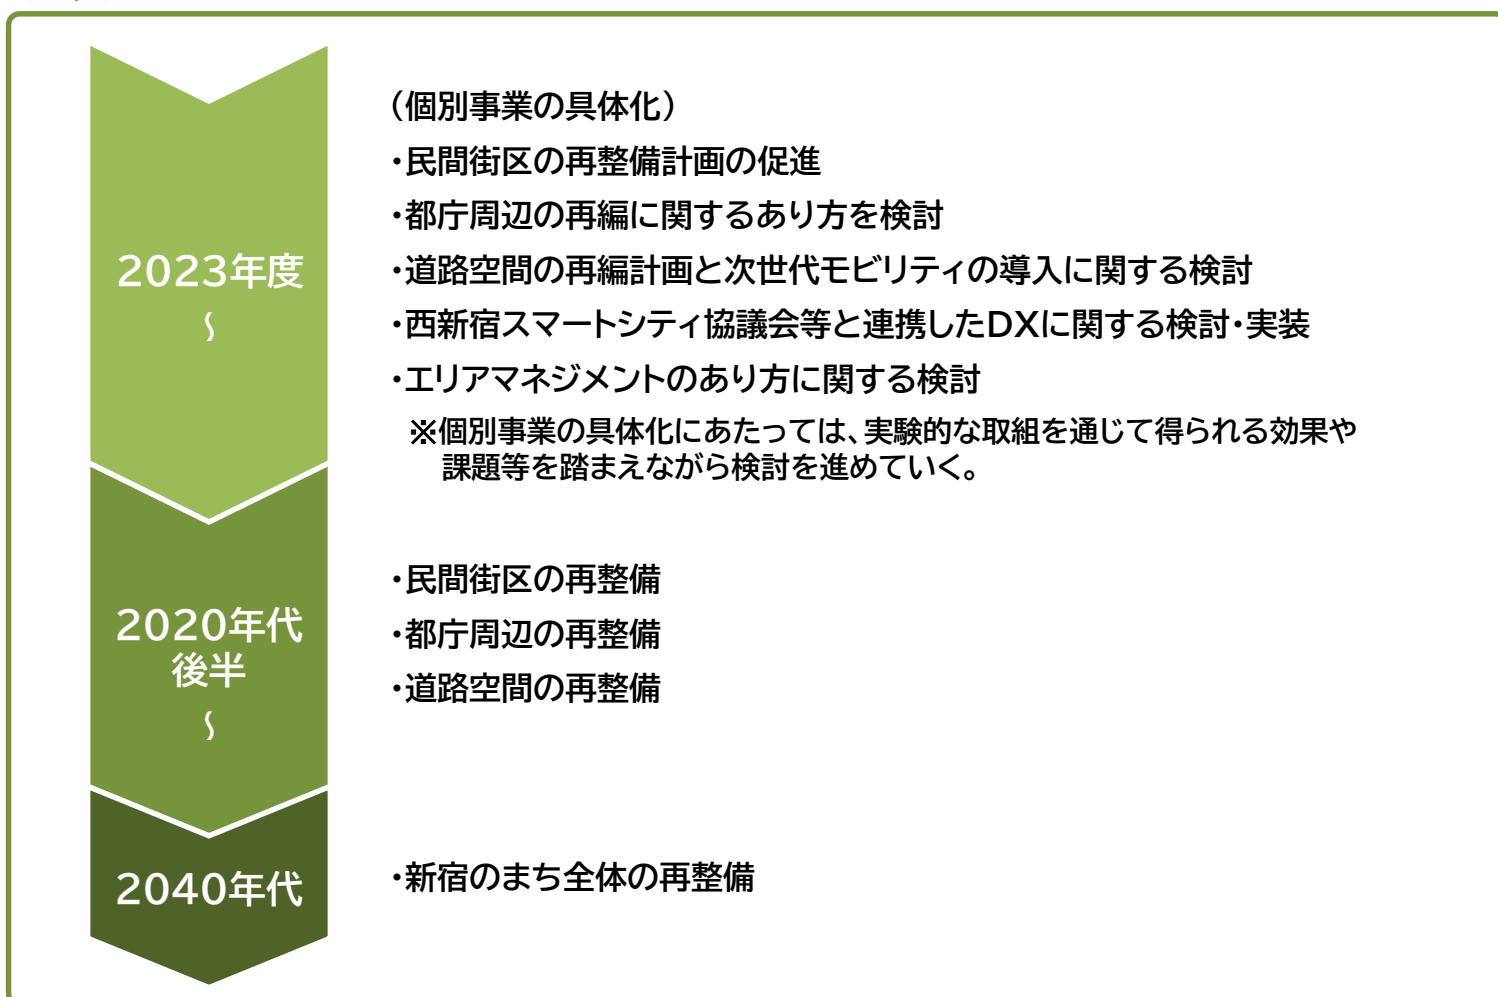 2023年度
～
（個別事業の具体化）
・民間街区の再整備計画の促進
・都庁周辺の再編に関するあり方を検討
・道路空間の再編計画と次世代モビリティの導入に関する検討
・西新宿スマートシティ協議会等と連携したDXに関する検討・実装
・エリアマネジメントのあり方に関する検討
※個別事業の具体化にあたっては、実験的な取組を通じて得られる効果や
課題等を踏まえながら検討を進めていく。
2020年代
後半
～
・民間街区の再整備
・都庁周辺の再整備
・道路空間の再整備
2040年代
・新宿のまち全体の再整備